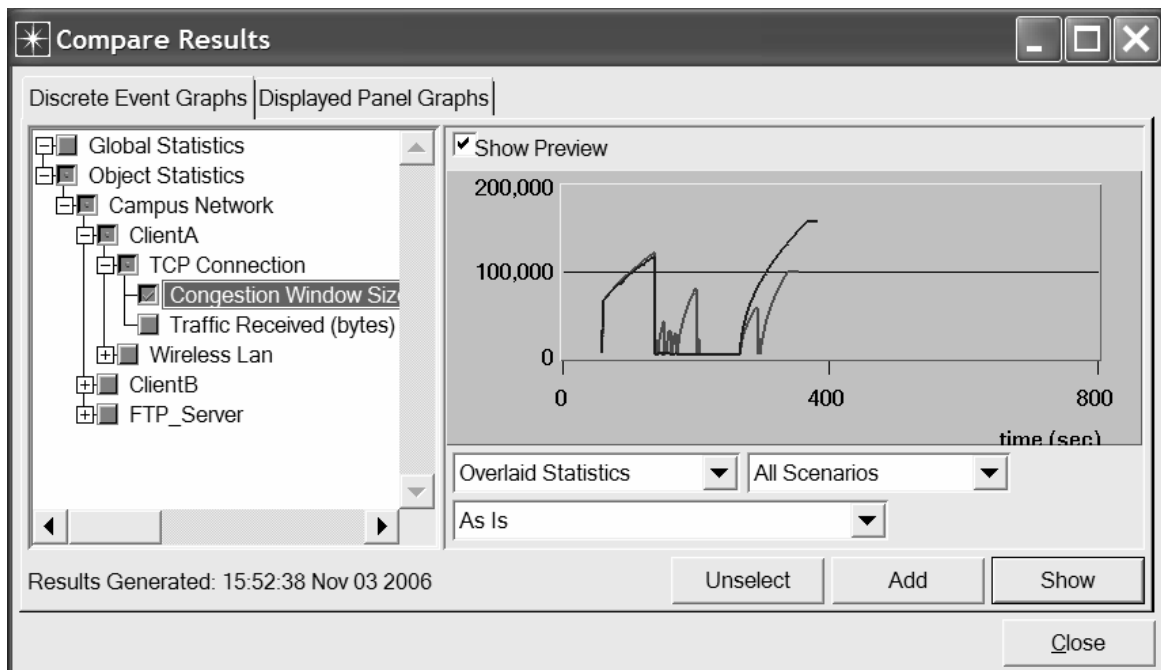 Compare Results
Discrete Event Graphs
Displayed Panel Graphs
Global Statistics
Object Statistics
Campus Network
ClientA
TCP Connection
Congestion Window Size
Traffic Received (bytes)
Wireless Lan
ClientB
FTP_Server
Show Preview
200,000
100,000
0
0 400 800
time (sec)
Overlaid Statistics
All Scenarios
As Is
Results Generated: 15:52:38 Nov 03 2006
Unselect
Add
Show
Close